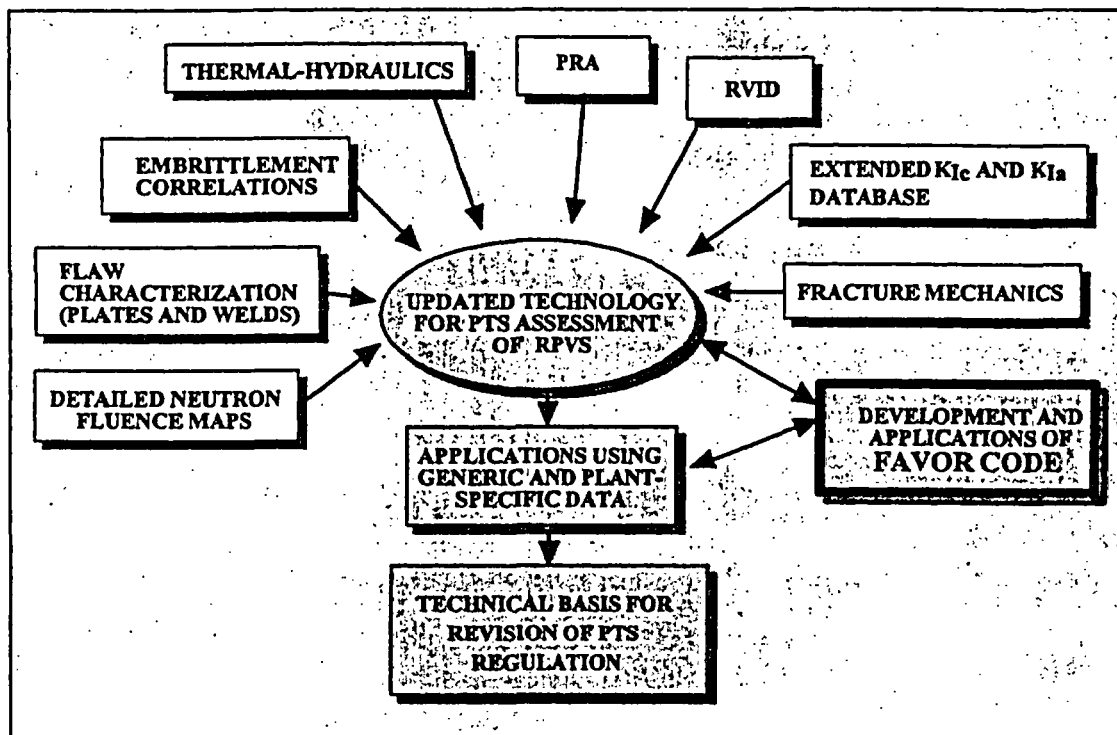 THERMAL-HYDRAULICS
PRA
RVID
EMBRITTLEMENT
CORRELATIONS
EXTENDED KIc AND KIa
DATABASE
FLAW
CHARACTERIZATION
(PLATES AND WELDS)
UPDATED TECHNOLOGY
FOR PTS ASSESSMENT
OF RPVS
FRACTURE MECHANICS
DETAILED NEUTRON
FLUENCE MAPS
APPLICATIONS USING
GENERIC AND PLANT-
SPECIFIC DATA
DEVELOPMENT AND
APPLICATIONS OF
FAVOR CODE
TECHNICAL BASIS FOR
REVISION OF PTS
REGULATION